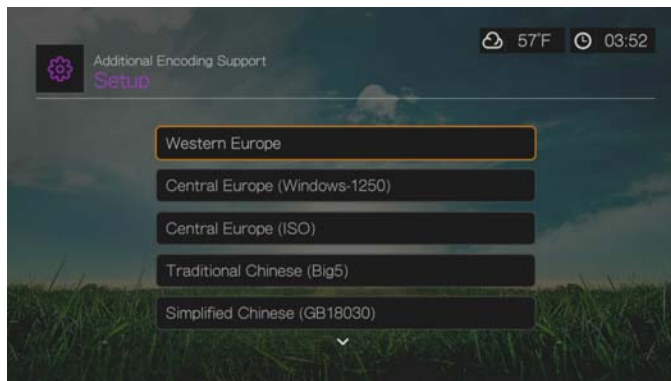 57°F 03:52
Additional Encoding Support
Setup
Western Europe
Central Europe (Windows-1250)
Central Europe (ISO)
Traditional Chinese (Big5)
Simplified Chinese (GB18030)